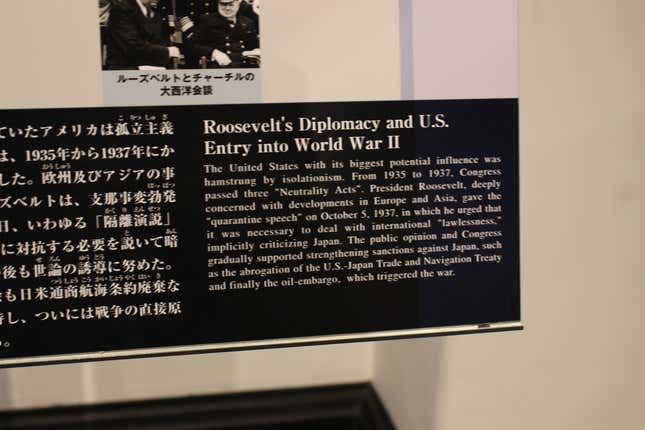 ルーズベルトとチャーチルの
大西洋会談
ていたアメリカは孤立主義
は、1935年から1937年にか
した。欧州及びアジアの事
ズベルトは、支那事変勃発
日、いわゆる「隔離演説」
に対抗する必要を説いて暗
後も世論の誘導に努めた。
も日米通商航海条約廃棄な
し、ついには戦争の直接原
。
Roosevelt's Diplomacy and U.S.
Entry into World War II
The United States with its biggest potential influence was
hamstrung by isolationism. From 1935 to 1937, Congress
passed three "Neutrality Acts". President Roosevelt, deeply
concerned with developments in Europe and Asia, gave the
"quarantine speech" on October 5, 1937, in which he urged that
it was necessary to deal with international "lawlessness,"
implicitly criticizing Japan. The public opinion and Congress
gradually supported strengthening sanctions against Japan, such
as the abrogation of the U.S.-Japan Trade and Navigation Treaty
and finally the oil-embargo, which triggered the war.